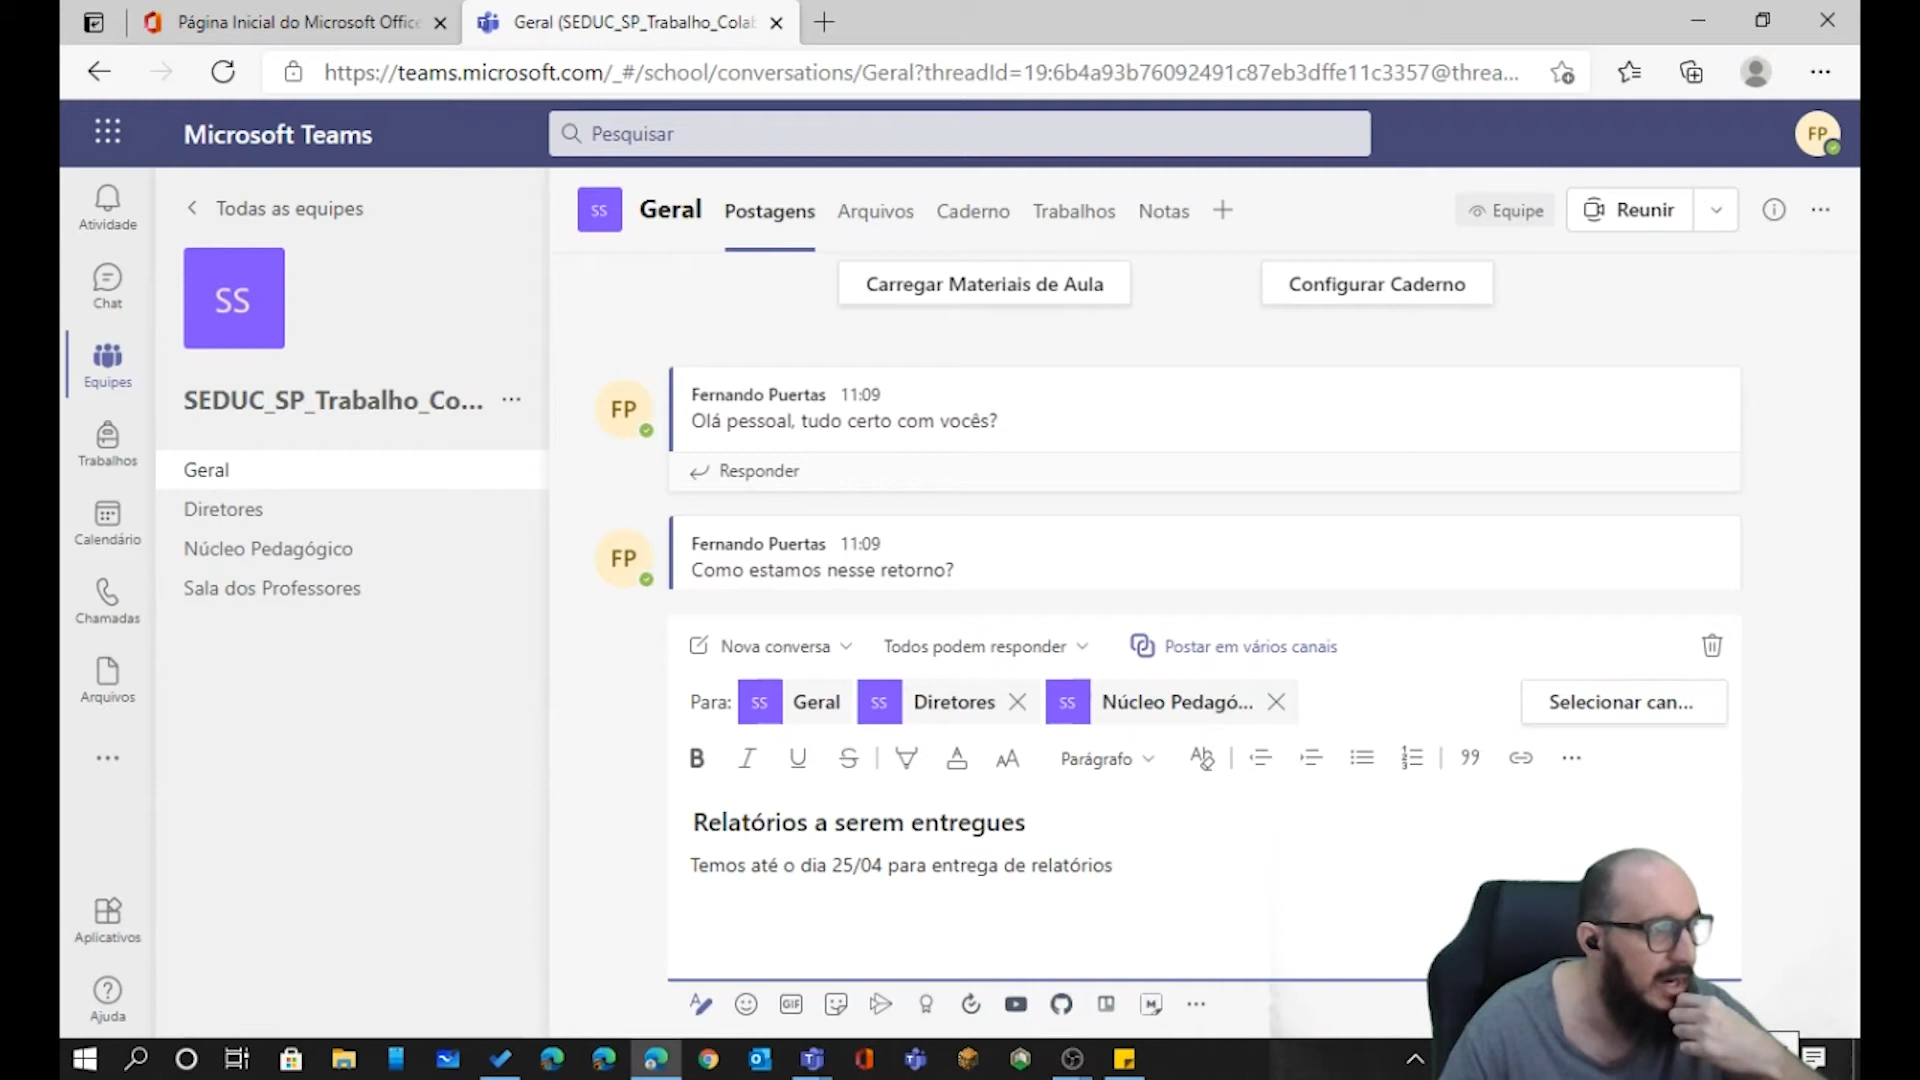 Página Inicial do Microsoft Office
Geral (SEDUC_SP_Trabalho_Colab
https://teams.microsoft.com/_#/school/conversations/Geral?threadId=19:6b4a93b76092491c87eb3dffe11c3357@threa...
Microsoft Teams
Pesquisar
FP
Atividade
Chat
Equipes
Trabalhos
Calendário
Chamadas
Arquivos
Aplicativos
Ajuda
Todas as equipes
SS
SEDUC_SP_Trabalho_Co...
Geral
Diretores
Núcleo Pedagógico
Sala dos Professores
SS Geral Postagens Arquivos Caderno Trabalhos Notas
Equipe
Reunir
Carregar Materiais de Aula
Configurar Caderno
FP
Fernando Puertas 11:09
Olá pessoal, tudo certo com vocês?
Responder
FP
Fernando Puertas 11:09
Como estamos nesse retorno?
Nova conversa Todos podem responder Postar em vários canais
Para: SS Geral SS Diretores SS Núcleo Pedagó... Selecionar can...
B I U S AA Parágrafo Ab
Relatórios a serem entregues
Temos até o dia 25/04 para entrega de relatórios
GIF M